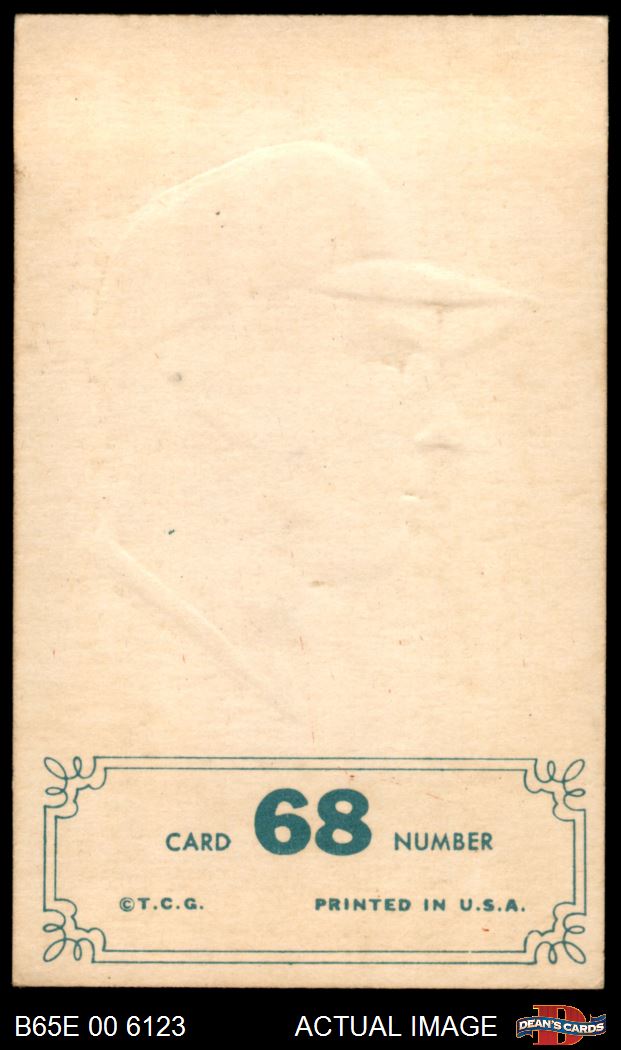 CARD 68 NUMBER
©T.C.G. PRINTED IN U.S.A.
B65E 00 6123 ACTUAL IMAGE DEAN'S CARDS